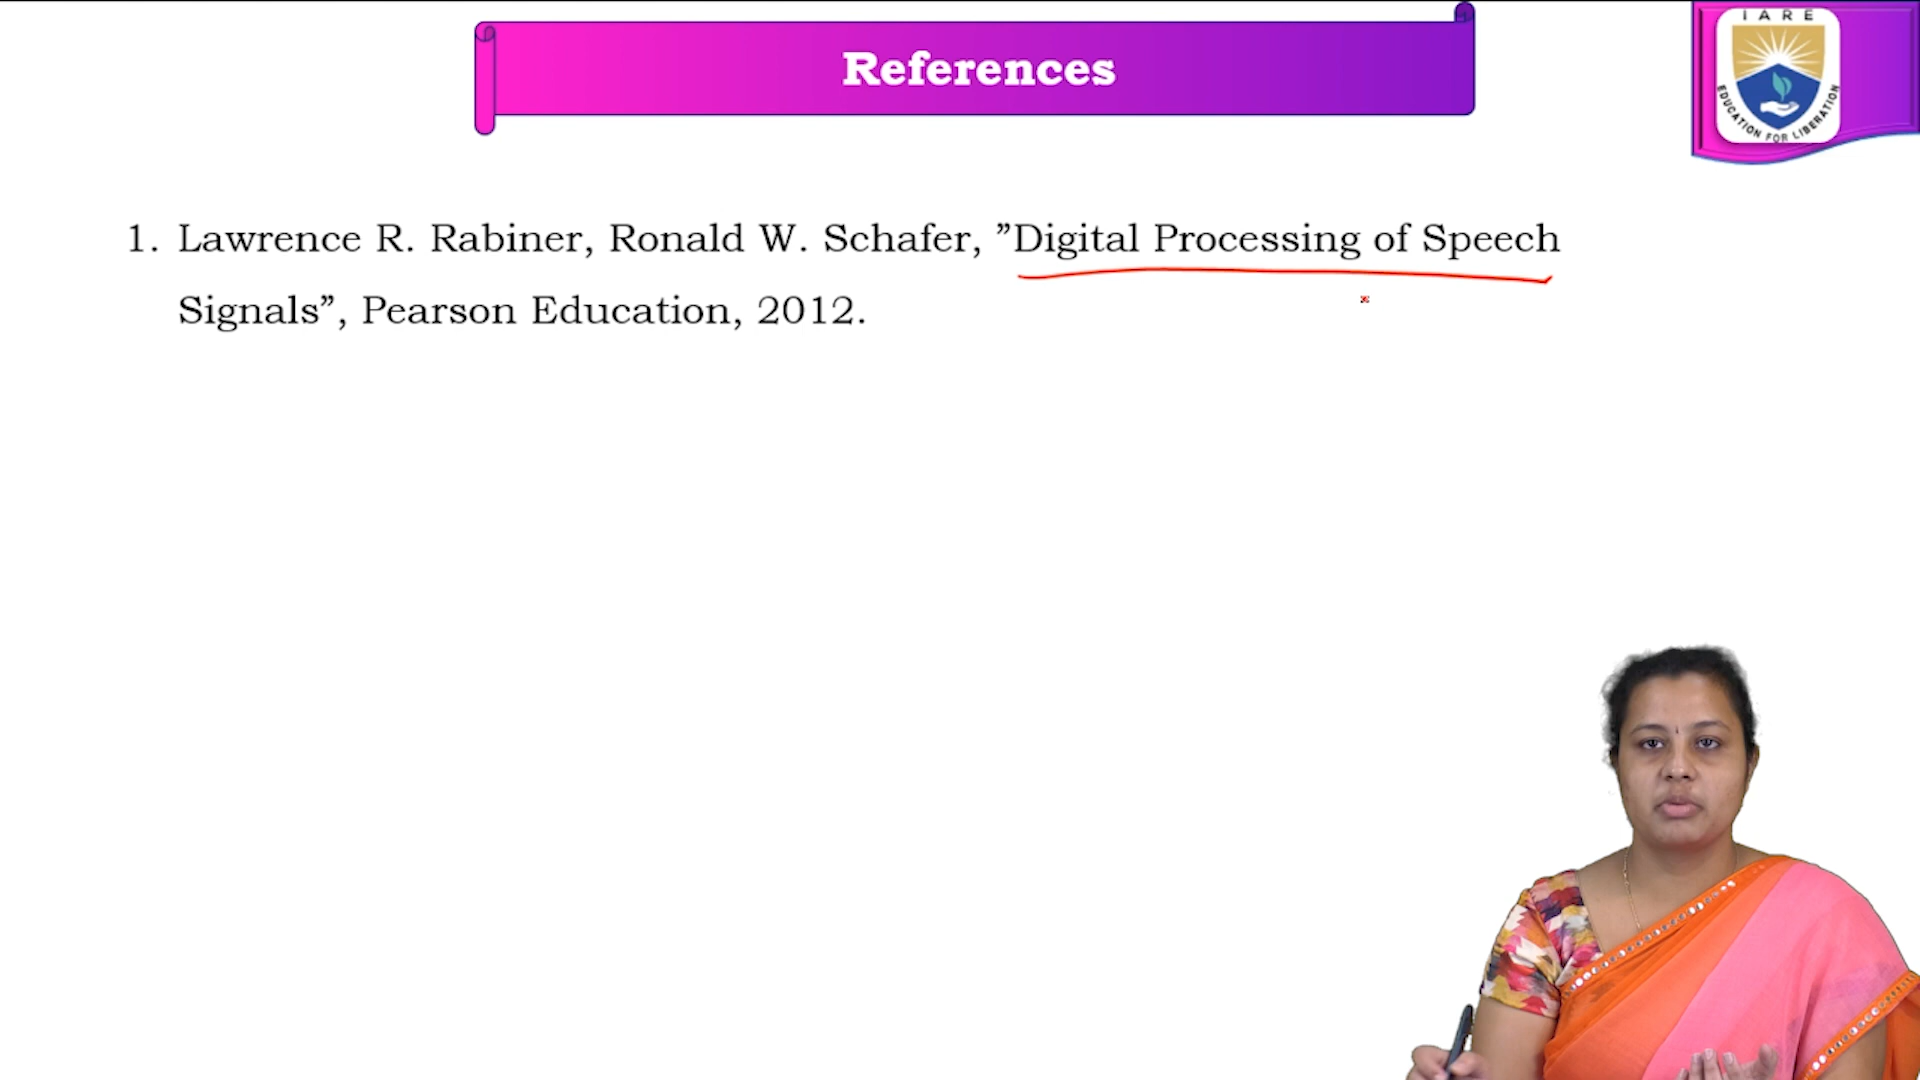 References
IARE
EDUCATION FOR LIBERATION
1. Lawrence R. Rabiner, Ronald W. Schafer, ”Digital Processing of Speech
Signals”, Pearson Education, 2012.